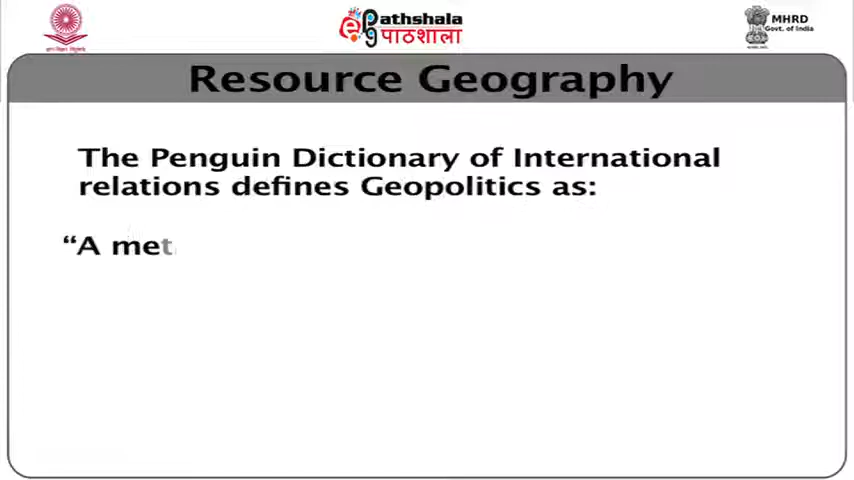 Pathshala
पाठशाला
MHRD
Govt. of India
Resource Geography
The Penguin Dictionary of International
relations defines Geopolitics as:
“A met